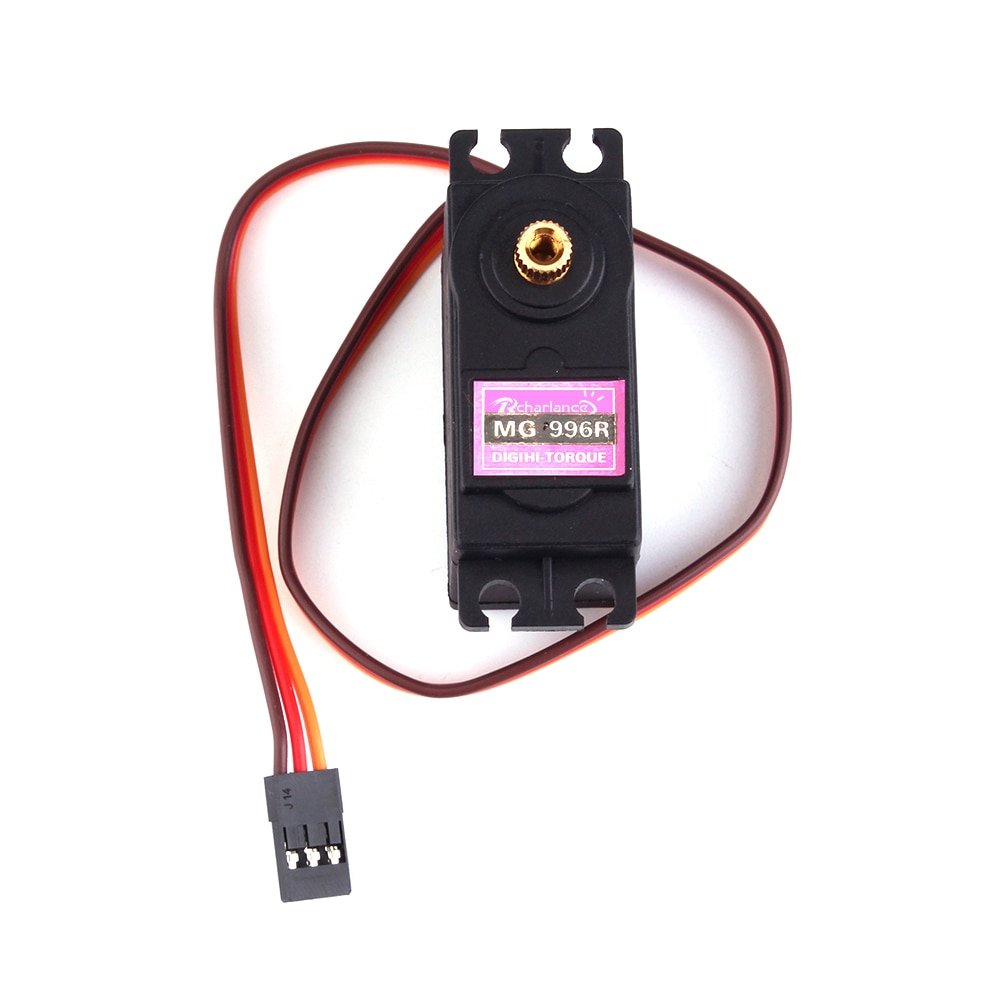 Rcharlance
MG 996R
DIGIHI-TORQUE
J 14